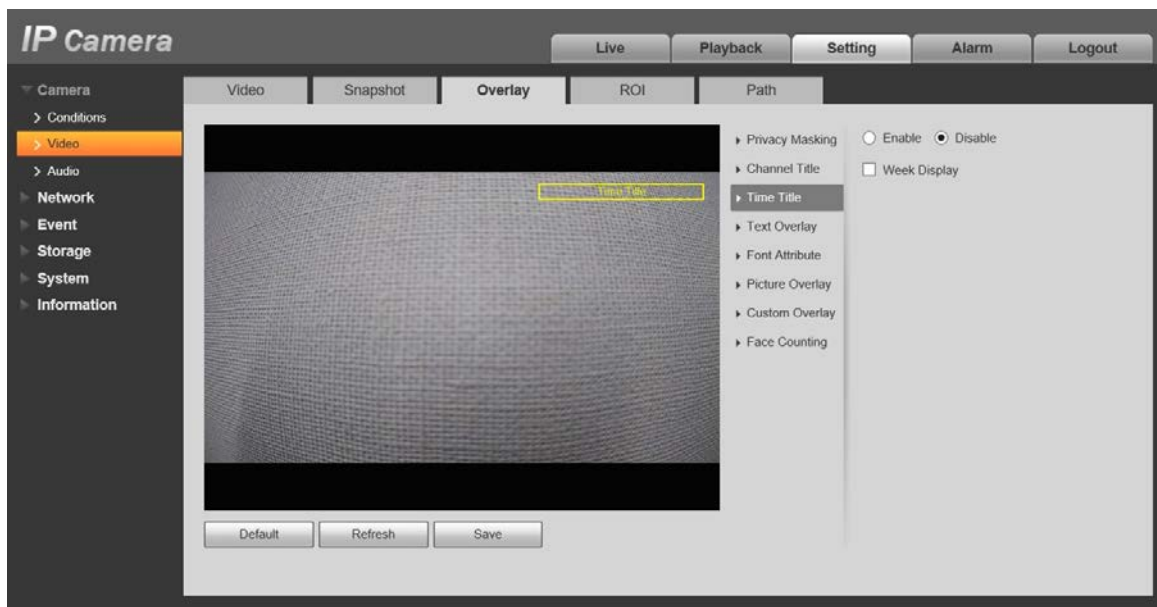 IP Camera
Live Playback Setting Alarm Logout
Camera
Conditions
Video
Audio
Network
Event
Storage
System
Information
Video Snapshot Overlay ROI Path
Time Title
Privacy Masking
Channel Title
Time Title
Text Overlay
Font Attribute
Picture Overlay
Custom Overlay
Face Counting
Enable Disable
Week Display
Default Refresh Save